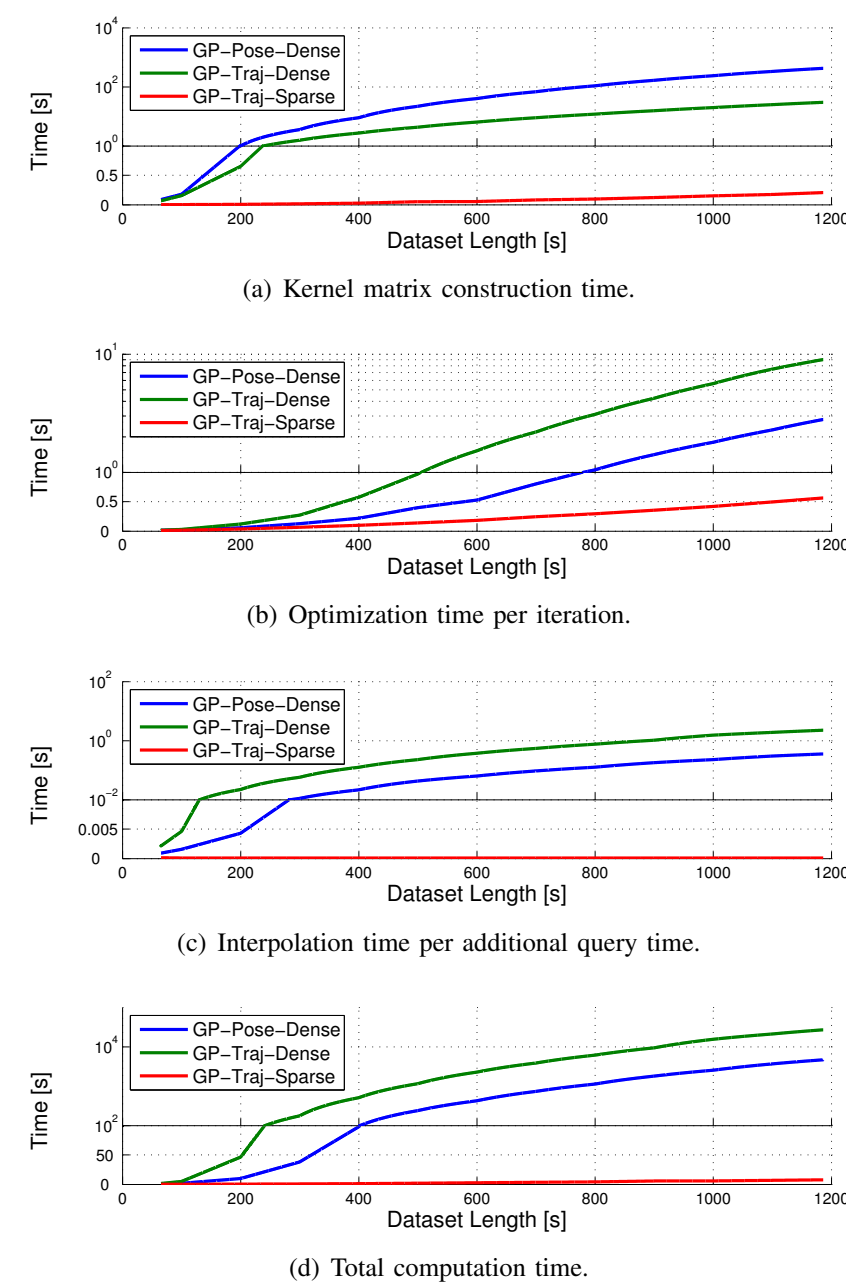 10^4
GP−Pose−Dense
GP−Traj−Dense
GP−Traj−Sparse
10^2
10^0
0.5
0
Time [s]
0 200 400 600 800 1000 1200
Dataset Length [s]
(a) Kernel matrix construction time.
10^1
GP−Pose−Dense
GP−Traj−Dense
GP−Traj−Sparse
10^0
0.5
0
Time [s]
0 200 400 600 800 1000 1200
Dataset Length [s]
(b) Optimization time per iteration.
10^2
GP−Pose−Dense
GP−Traj−Dense
GP−Traj−Sparse
10^0
10^−2
0.005
0
Time [s]
0 200 400 600 800 1000 1200
Dataset Length [s]
(c) Interpolation time per additional query time.
GP−Pose−Dense
GP−Traj−Dense
GP−Traj−Sparse
10^4
10^2
50
0
Time [s]
0 200 400 600 800 1000 1200
Dataset Length [s]
(d) Total computation time.